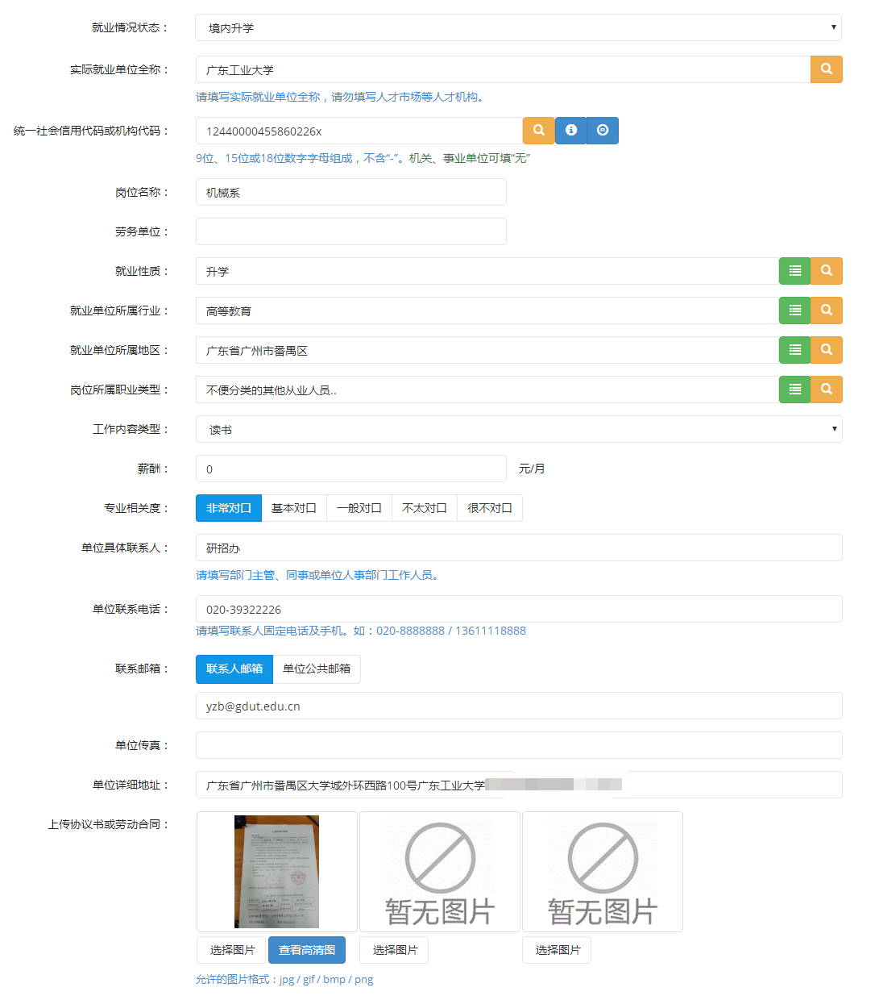 就业情况状态： 境内升学
实际就业单位全称： 广东工业大学
请填写实际就业单位全称，请勿填写人才市场等人才机构。
统一社会信用代码或机构代码： 12440000455860226x
9位、15位或18位数字字母组成，不含“-”。机关、事业单位可填“无”
岗位名称： 机械系
劳务单位：
就业性质： 升学
就业单位所属行业： 高等教育
就业单位所属地区： 广东省广州市番禺区
岗位所属职业类型： 不便分类的其他从业人员..
工作内容类型： 读书
薪酬： 0 元/月
专业相关度： 非常对口 基本对口 一般对口 不太对口 很不对口
单位具体联系人： 研招办
请填写部门主管、同事或单位人事部门工作人员。
单位联系电话： 020-39322226
请填写联系人固定电话及手机。如：020-8888888 / 13611118888
联系邮箱： 联系人邮箱 单位公共邮箱
yzb@gdut.edu.cn
单位传真：
单位详细地址： 广东省广州市番禺区大学城外环西路100号广东工业大学
上传协议书或劳动合同：
暂无图片 暂无图片
选择图片 查看高清图 选择图片 选择图片
允许的图片格式：jpg / gif / bmp / png